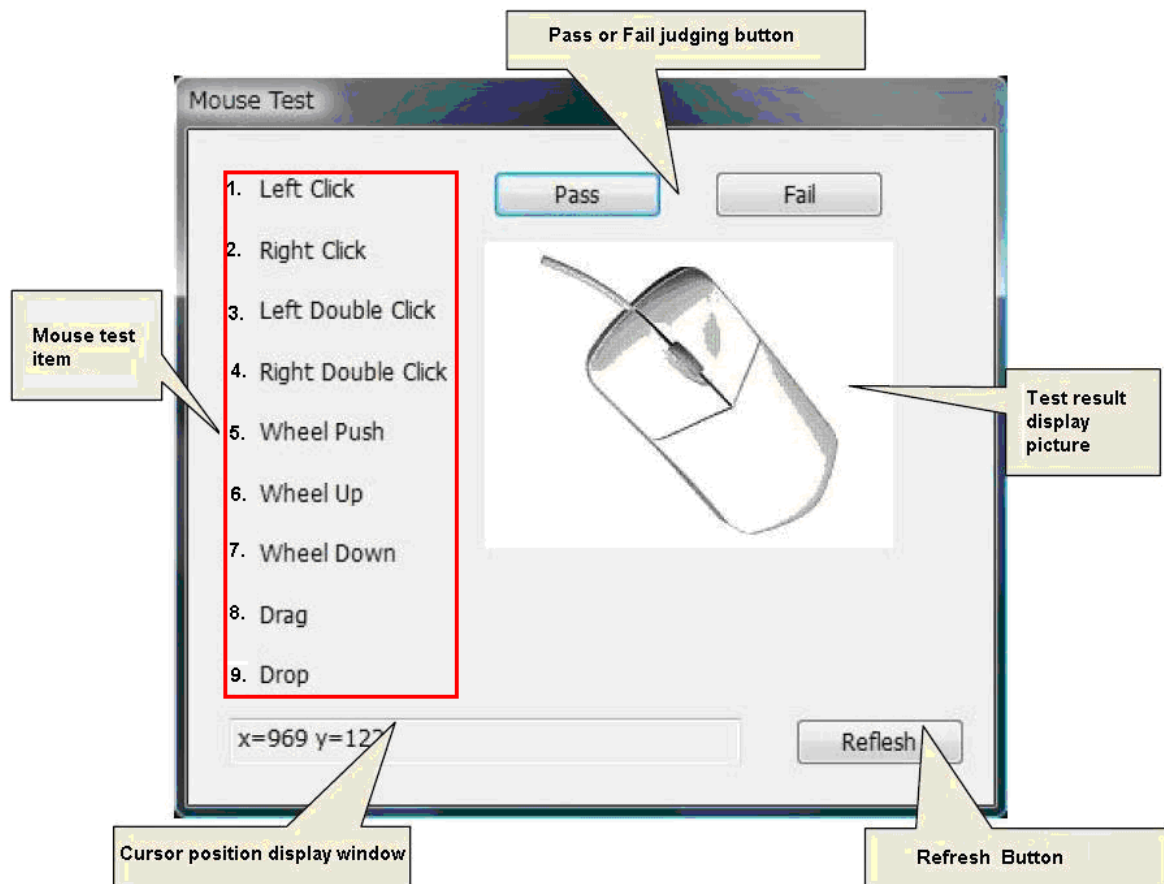 Pass or Fail judging button
Mouse Test
Pass
Fail
1. Left Click
2. Right Click
3. Left Double Click
4. Right Double Click
5. Wheel Push
6. Wheel Up
7. Wheel Down
8. Drag
9. Drop
Mouse test
item
Test result
display
picture
x=969 y=122
Reflesh
Cursor position display window
Refresh Button